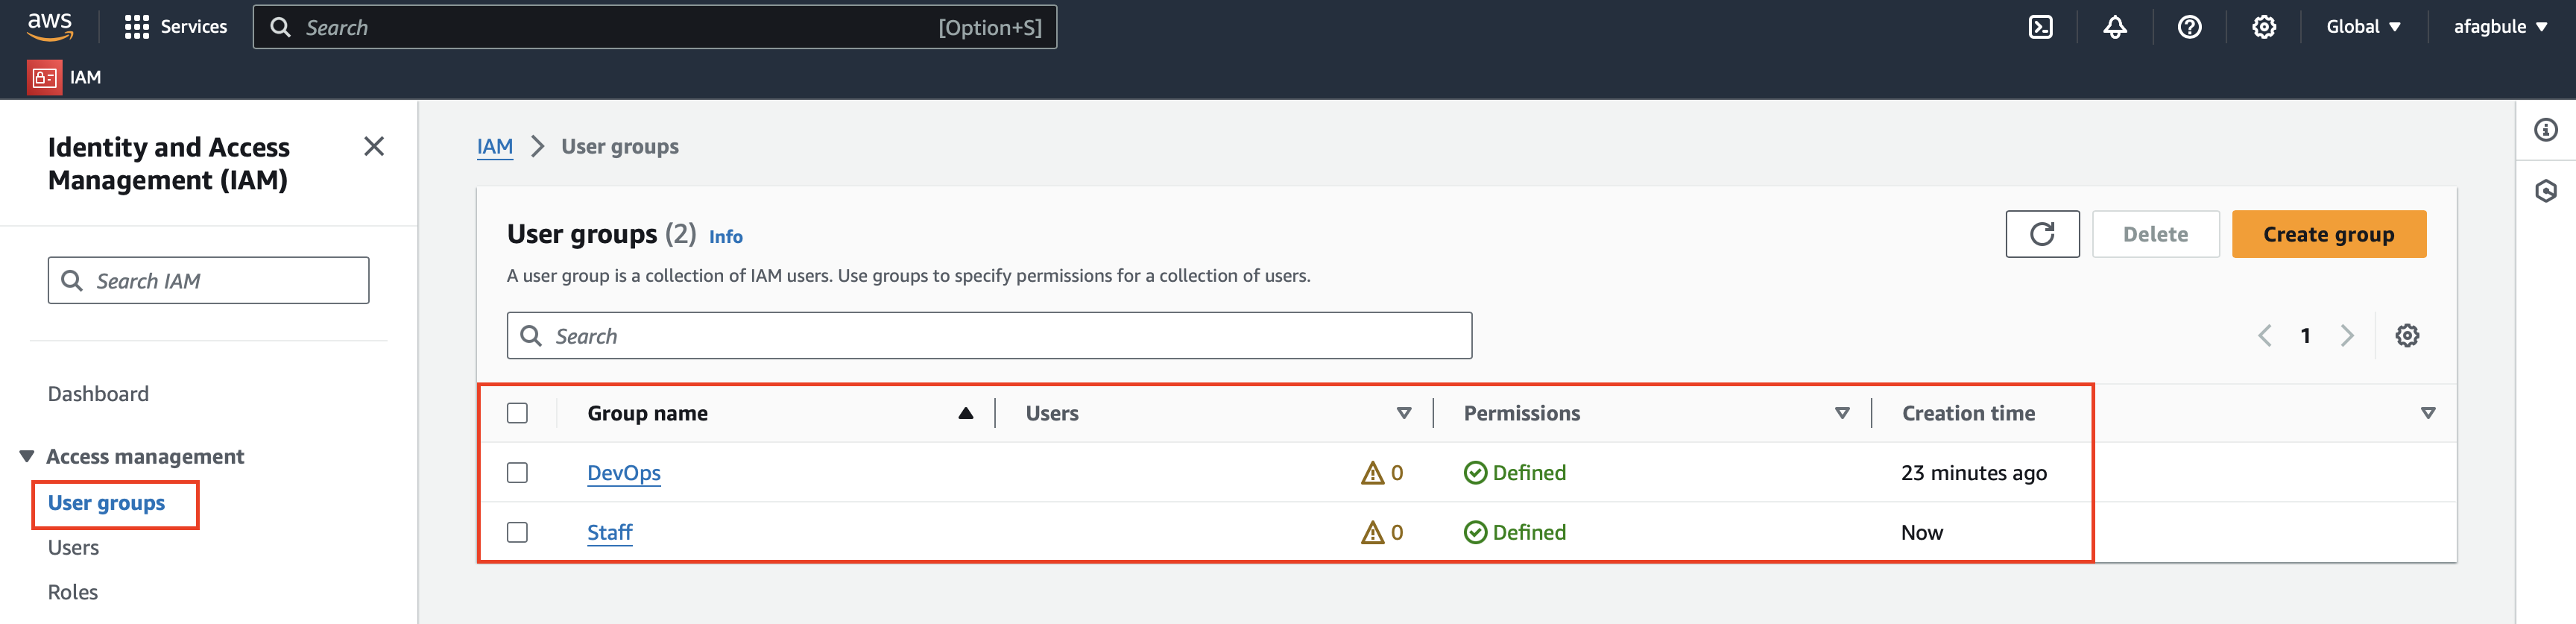 aws
Services
Search [Option+S]
Global
afagbule
IAM
Identity and Access
Management (IAM)
Search IAM
Dashboard
Access management
User groups
Users
Roles
IAM > User groups
User groups (2) Info
Delete
Create group
A user group is a collection of IAM users. Use groups to specify permissions for a collection of users.
Search
1
Group name Users Permissions Creation time
DevOps 0 Defined 23 minutes ago
Staff 0 Defined Now